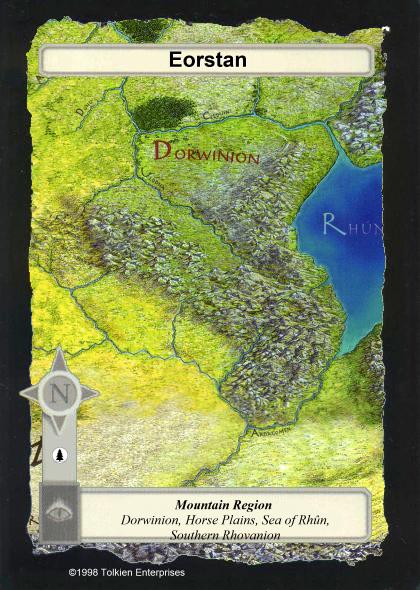 Eorstan
DORWINION
RHÛN
N
Mountain Region
Dorwinion, Horse Plains, Sea of Rhûn,
Southern Rhovanion
©1998 Tolkien Enterprises